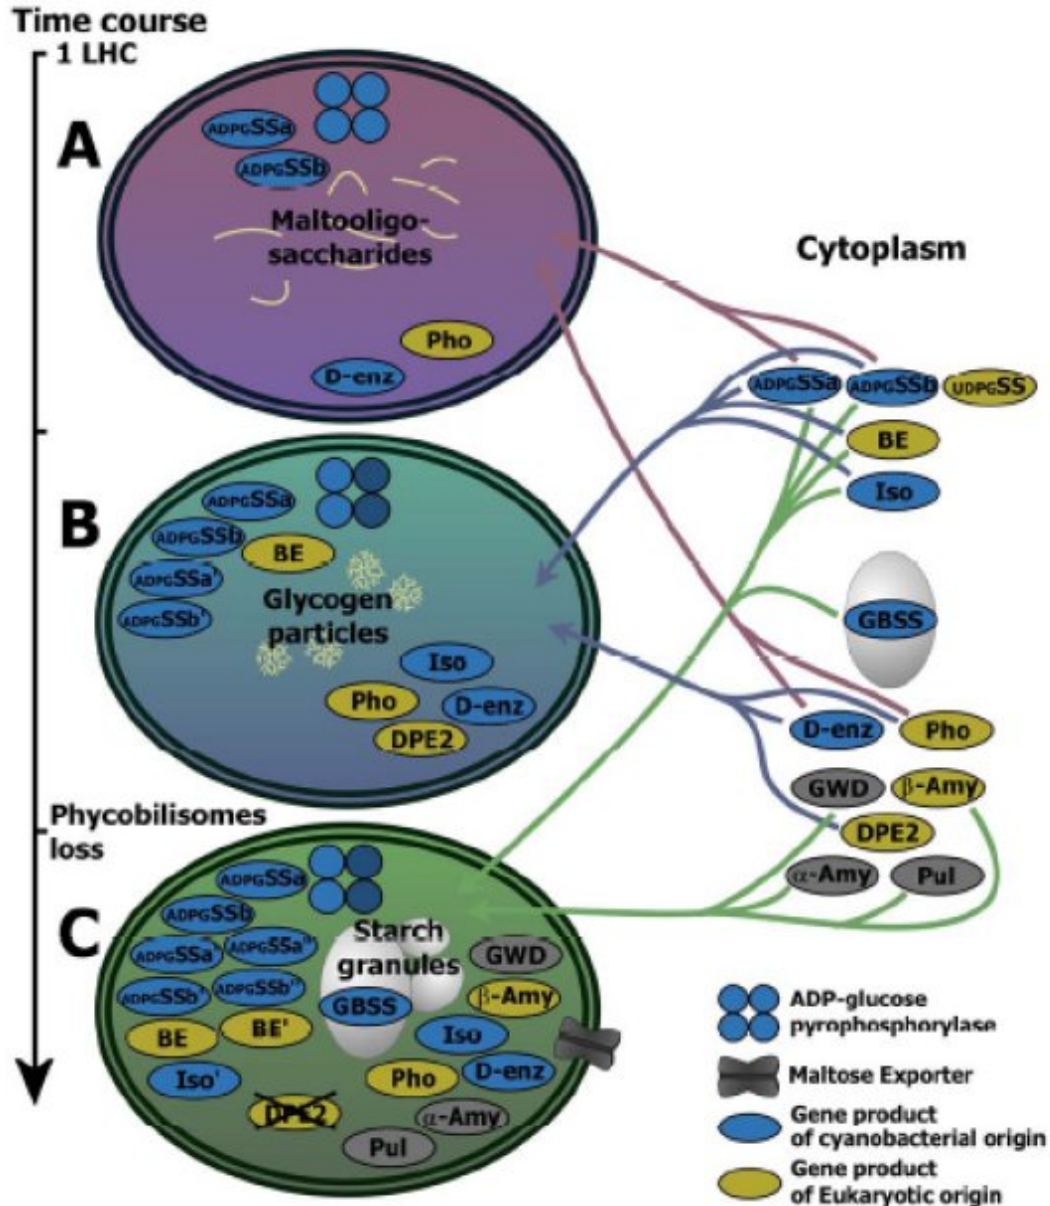 Time course
1 LHC
A
ADPGSSa
ADPGSSb
Maltooligo-
saccharides
Pho
D-enz
Cytoplasm
ADPGSSa
ADPGSSb
UDPGSS
BE
Iso
GBSS
D-enz
Pho
GWD
β-Amy
DPE2
α-Amy
Pul
B
ADPGSSa
ADPGSSb
BE
ADPGSSa'
ADPGSSb'
Glycogen
particles
Iso
Pho
D-enz
DPE2
Phycobilisomes
loss
C
ADPGSSa
ADPGSSb
ADPGSSa'
ADPGSSa''
ADPGSSb'
ADPGSSb''
Starch
granules
GBSS
GWD
β-Amy
BE
BE'
Iso
Iso'
Pho
D-enz
DPE2
α-Amy
Pul
ADP-glucose
pyrophosphorylase
Maltose Exporter
Gene product
of cyanobacterial origin
Gene product
of Eukaryotic origin